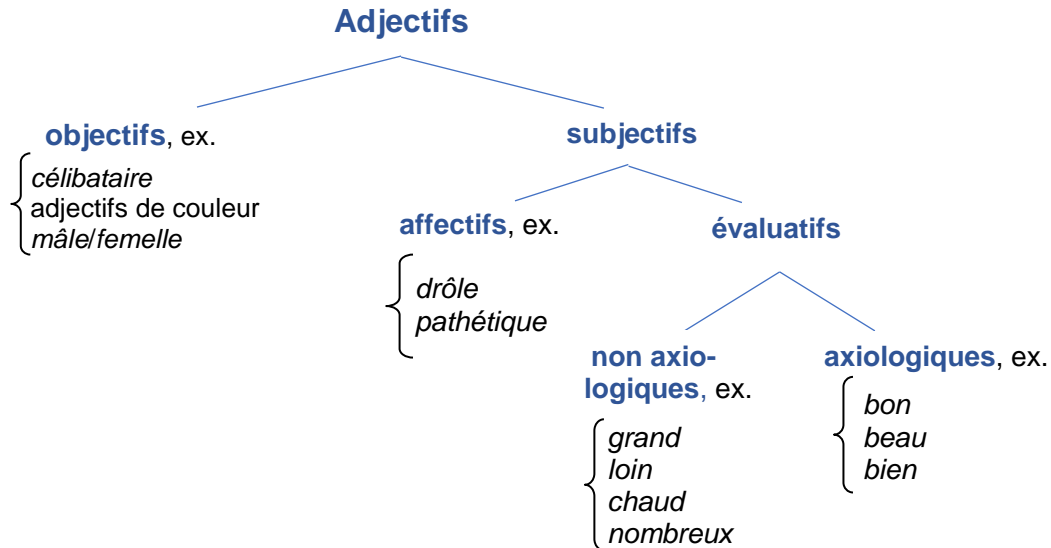 Adjectifs
objectifs, ex.
célibataire
adjectifs de couleur
mâle/femelle
subjectifs
affectifs, ex.
drôle
pathétique
évaluatifs
non axio-
logiques, ex.
grand
loin
chaud
nombreux
axiologiques, ex.
bon
beau
bien